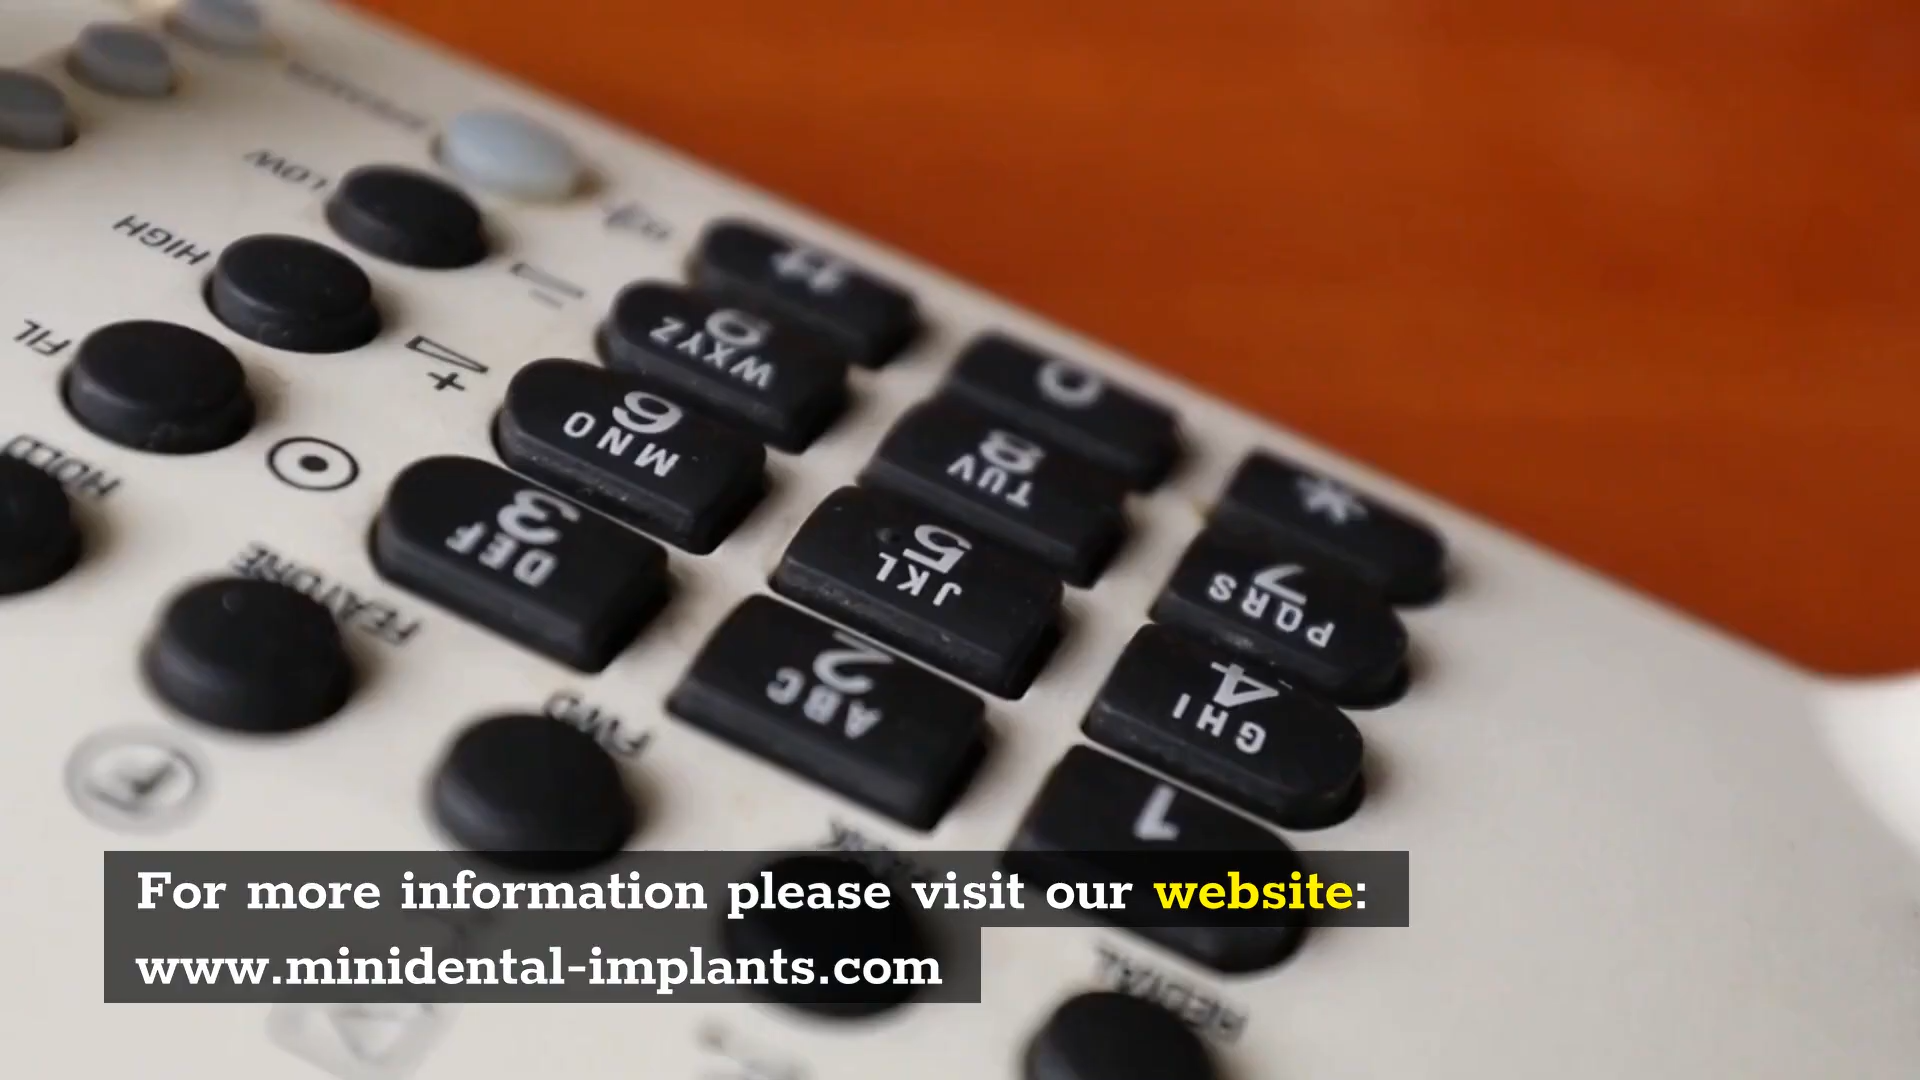 LOW
HIGH
FIL
HOLD
FEATURE
FWD
REDIAL
#
9
WXYZ
6
MNO
3
DEF
0
8
TUV
5
JKL
2
ABC
*
7
PQRS
4
GHI
1
F
For more information please visit our website:
www.minidental-implants.com